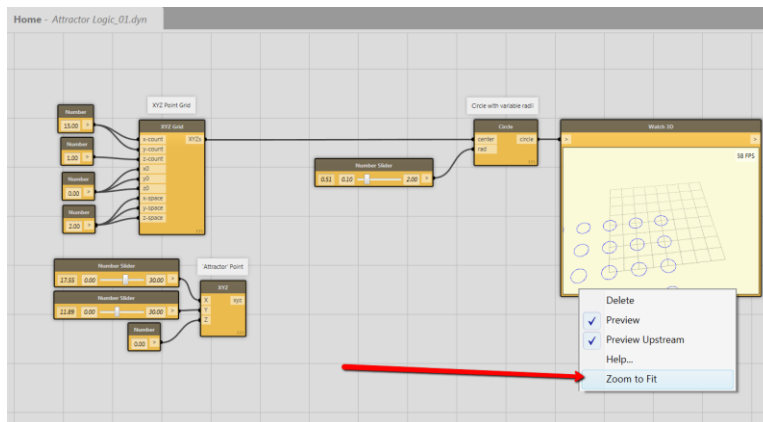 Home - Attractor Logic_01.dyn
XYZ Point Grid
Circle with variable radii
Number
15.00 >
XYZ Grid
x-count XYZs
y-count
z-count
x0
y0
z0
x-space
y-space
z-space
Number
1.00 >
Number
0.00 >
Number
2.00 >
Circle
center circle
rad
Number Slider
0.51 0.10 2.00 >
Watch 3D
> >
58 FPS
'Attractor' Point
Number Slider
17.55 0.00 30.00 >
Number Slider
11.89 0.00 30.00 >
Number
0.00 >
XYZ
X xyz
Y
Z
Delete
Preview
Preview Upstream
Help...
Zoom to Fit